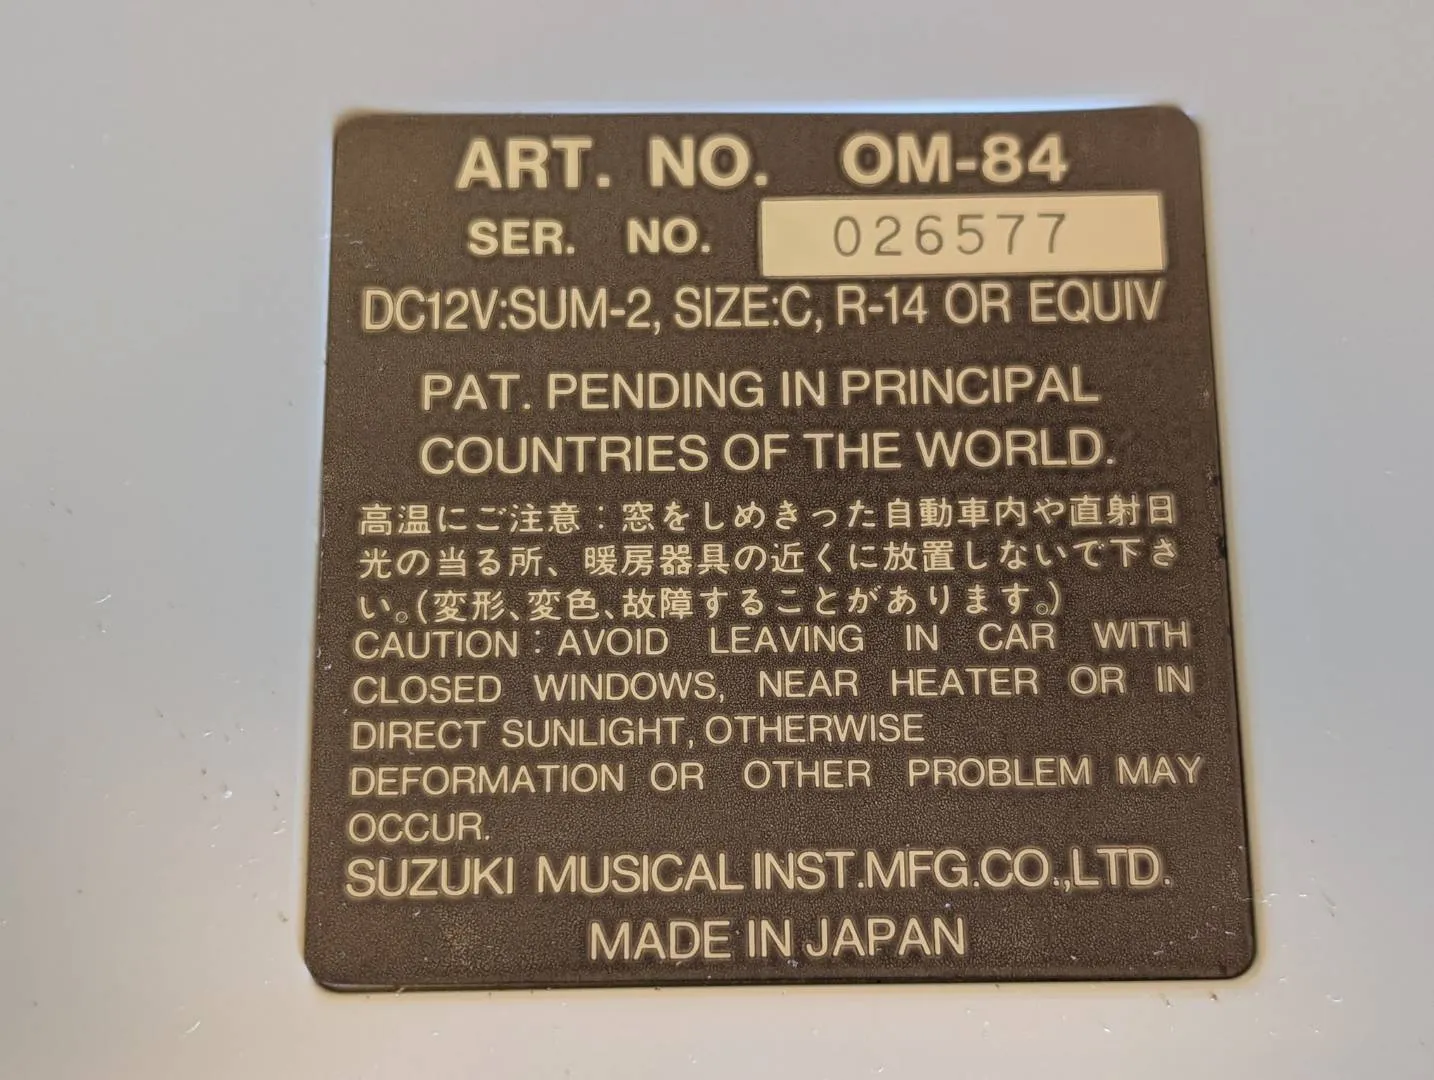 ART. NO. OM-84
SER. NO. 026577
DC12V:SUM-2, SIZE:C, R-14 OR EQUIV
PAT. PENDING IN PRINCIPAL
COUNTRIES OF THE WORLD.
高温にご注意:窓をしめきった自動車内や直射日
光の当る所、暖房器具の近くに放置しないで下さ
い。(変形、変色、故障することがあります。)
CAUTION:AVOID LEAVING IN CAR WITH
CLOSED WINDOWS, NEAR HEATER OR IN
DIRECT SUNLIGHT, OTHERWISE
DEFORMATION OR OTHER PROBLEM MAY
OCCUR.
SUZUKI MUSICAL INST.MFG.CO.,LTD.
MADE IN JAPAN